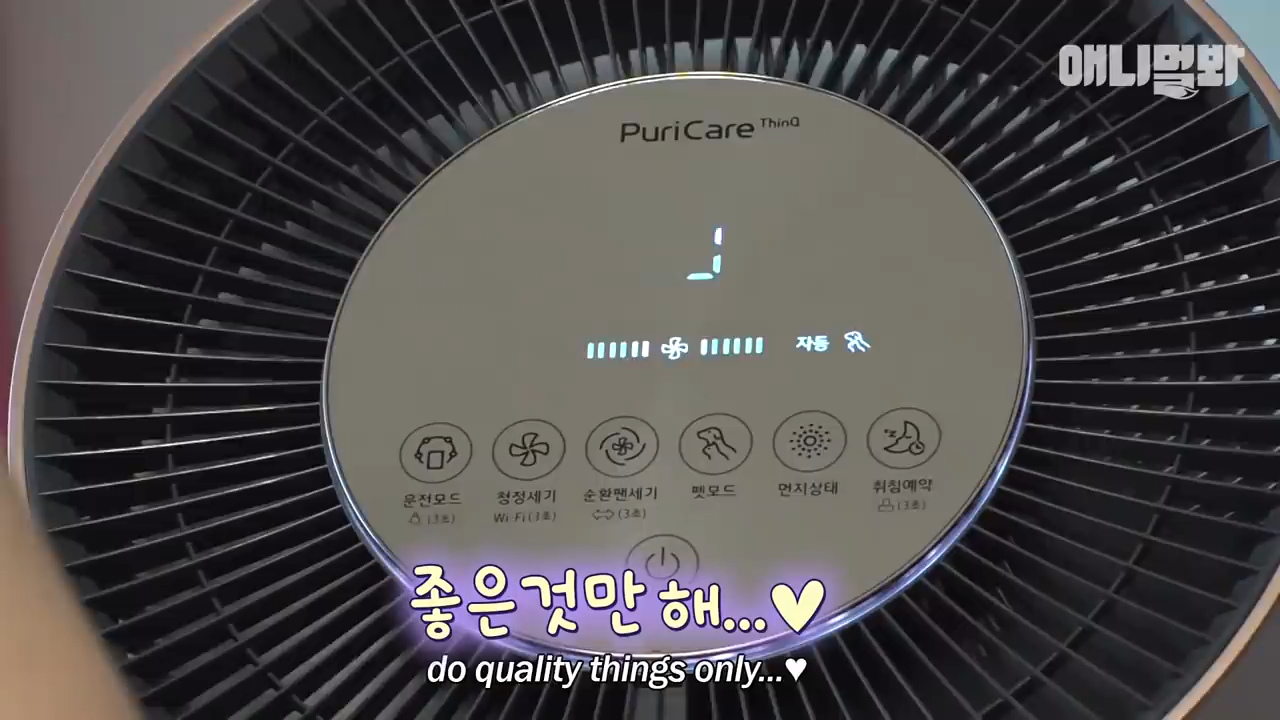 애니멀봐
PuriCare ThinQ
자동
운전모드 청정세기 순환팬세기 펫모드 먼지상태 취침예약
(3초) Wi-Fi(3초) (3초) (3초)
좋은것만 해...♥
do quality things only...♥